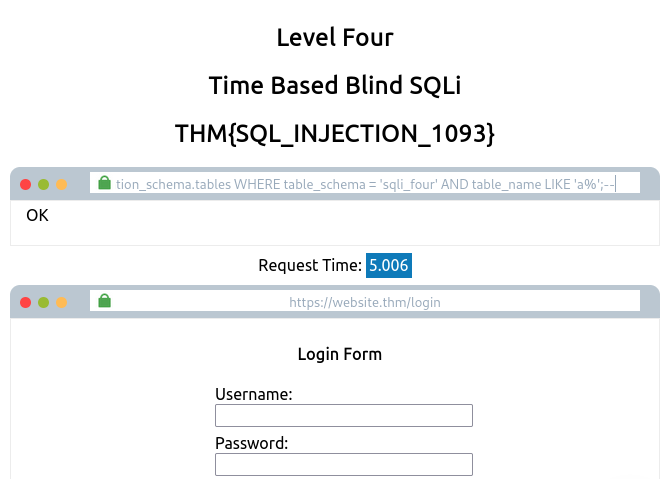 Level Four
Time Based Blind SQLi
THM{SQL_INJECTION_1093}
tion_schema.tables WHERE table_schema = 'sqli_four' AND table_name LIKE 'a%';--
OK
Request Time: 5.006
https://website.thm/login
Login Form
Username:
Password: